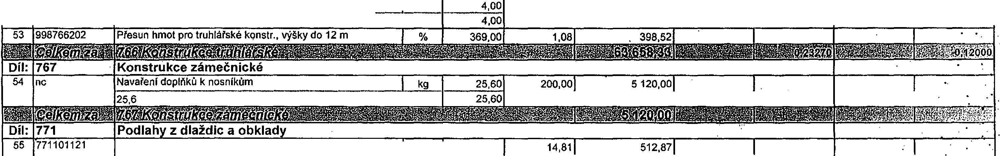 4,00
4,00
53 998766202 Přesun hmot pro truhlářské konstr., výšky do 12 m % 369,00 1,08 398,52
Celkem za 766 Konstrukce truhlářské 63 658,33 0,23270 -0,12000
Díl: 767 Konstrukce zámečnické
54 nc Navaření doplňků k nosníkům kg 25,60 200,00 5 120,00
25,6 25,60
Celkem za 767 Konstrukce zámečnické 5 120,00
Díl: 771 Podlahy z dlaždic a obklady
55 771101121 14,81 512,87